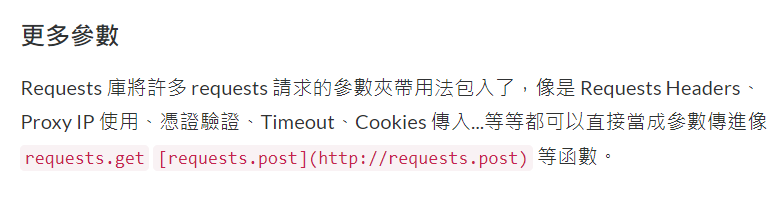 更多參數
Requests 庫將許多 requests 請求的參數夾帶用法包入了，像是 Requests Headers、
Proxy IP 使用、憑證驗證、Timeout、Cookies 傳入...等等都可以直接當成參數傳進像
requests.get [requests.post](http://requests.post) 等函數。